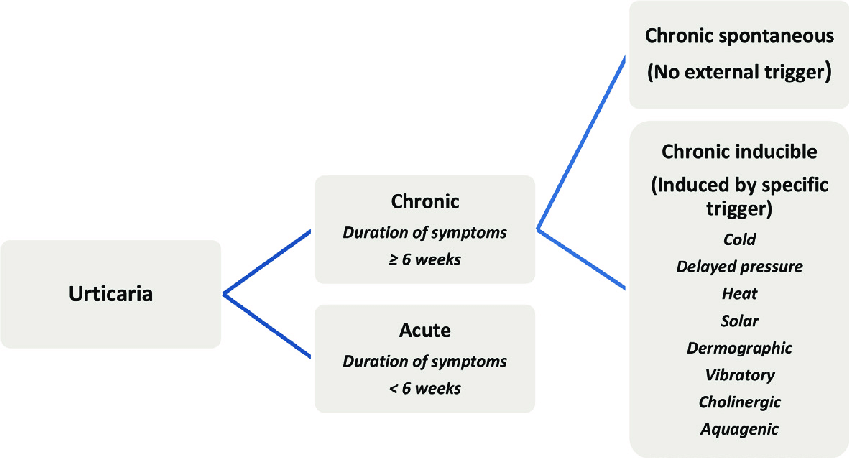 Urticaria
Chronic
Duration of symptoms
≥ 6 weeks
Acute
Duration of symptoms
< 6 weeks
Chronic spontaneous
(No external trigger)
Chronic inducible
(Induced by specific
trigger)
Cold
Delayed pressure
Heat
Solar
Dermographic
Vibratory
Cholinergic
Aquagenic